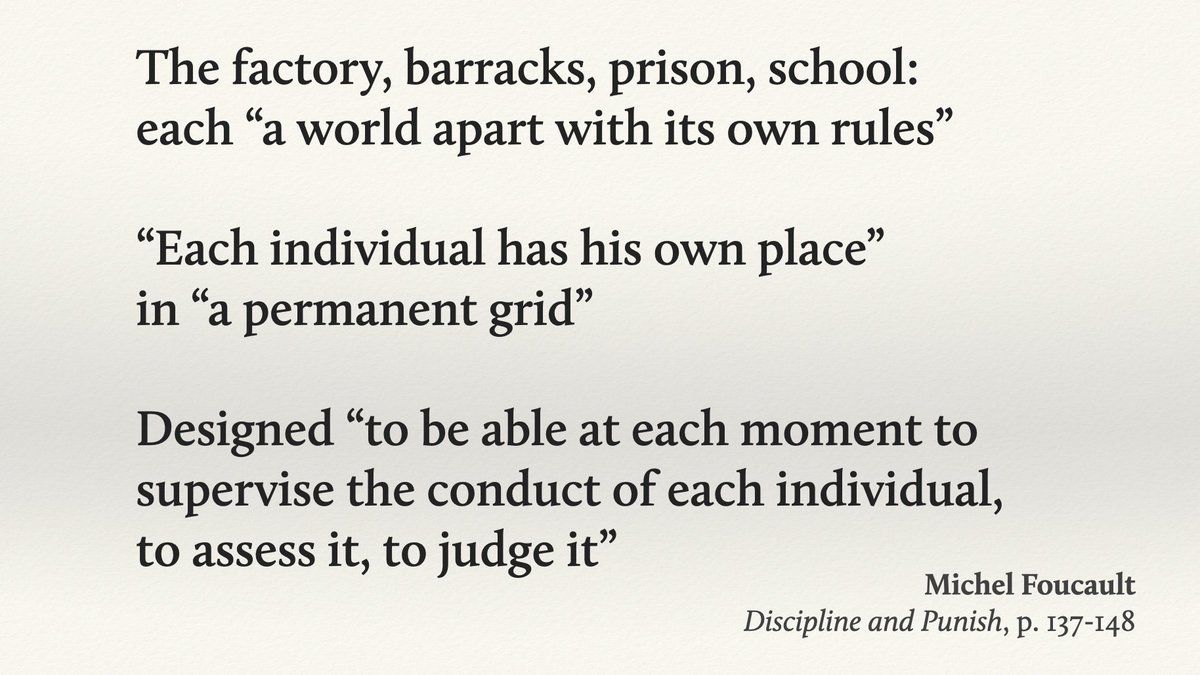 The factory, barracks, prison, school:
each “a world apart with its own rules”
“Each individual has his own place”
in “a permanent grid”
Designed “to be able at each moment to
supervise the conduct of each individual,
to assess it, to judge it”
Michel Foucault
Discipline and Punish, p. 137-148